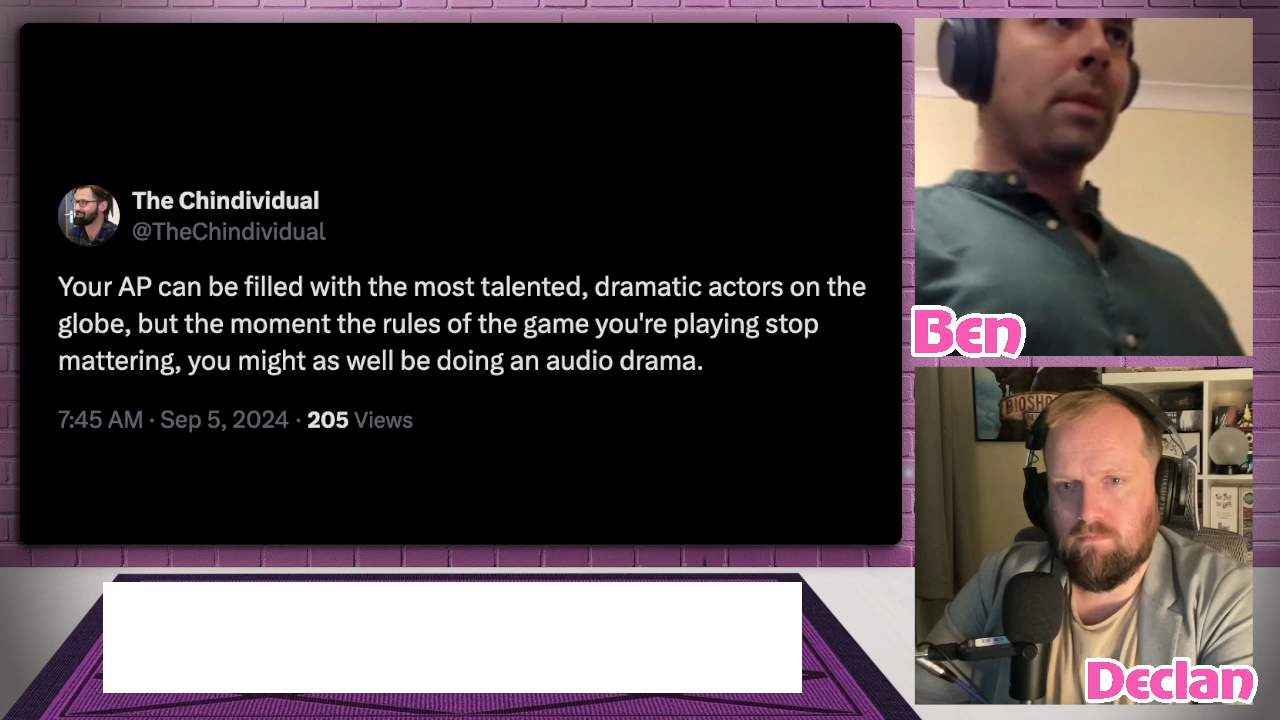 The Chindividual
@TheChindividual
Your AP can be filled with the most talented, dramatic actors on the
globe, but the moment the rules of the game you're playing stop
mattering, you might as well be doing an audio drama.
7:45 AM · Sep 5, 2024 · 205 Views
Ben
BIOSHO
Declan